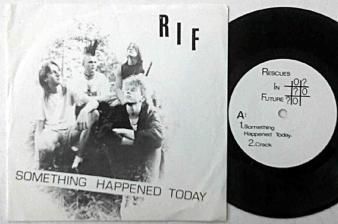 RIF
SOMETHING HAPPENED TODAY
RESCUES
IN
FUTURE
O ?
? O
? O
A:
1.Something
Happened Today.
2.Crack